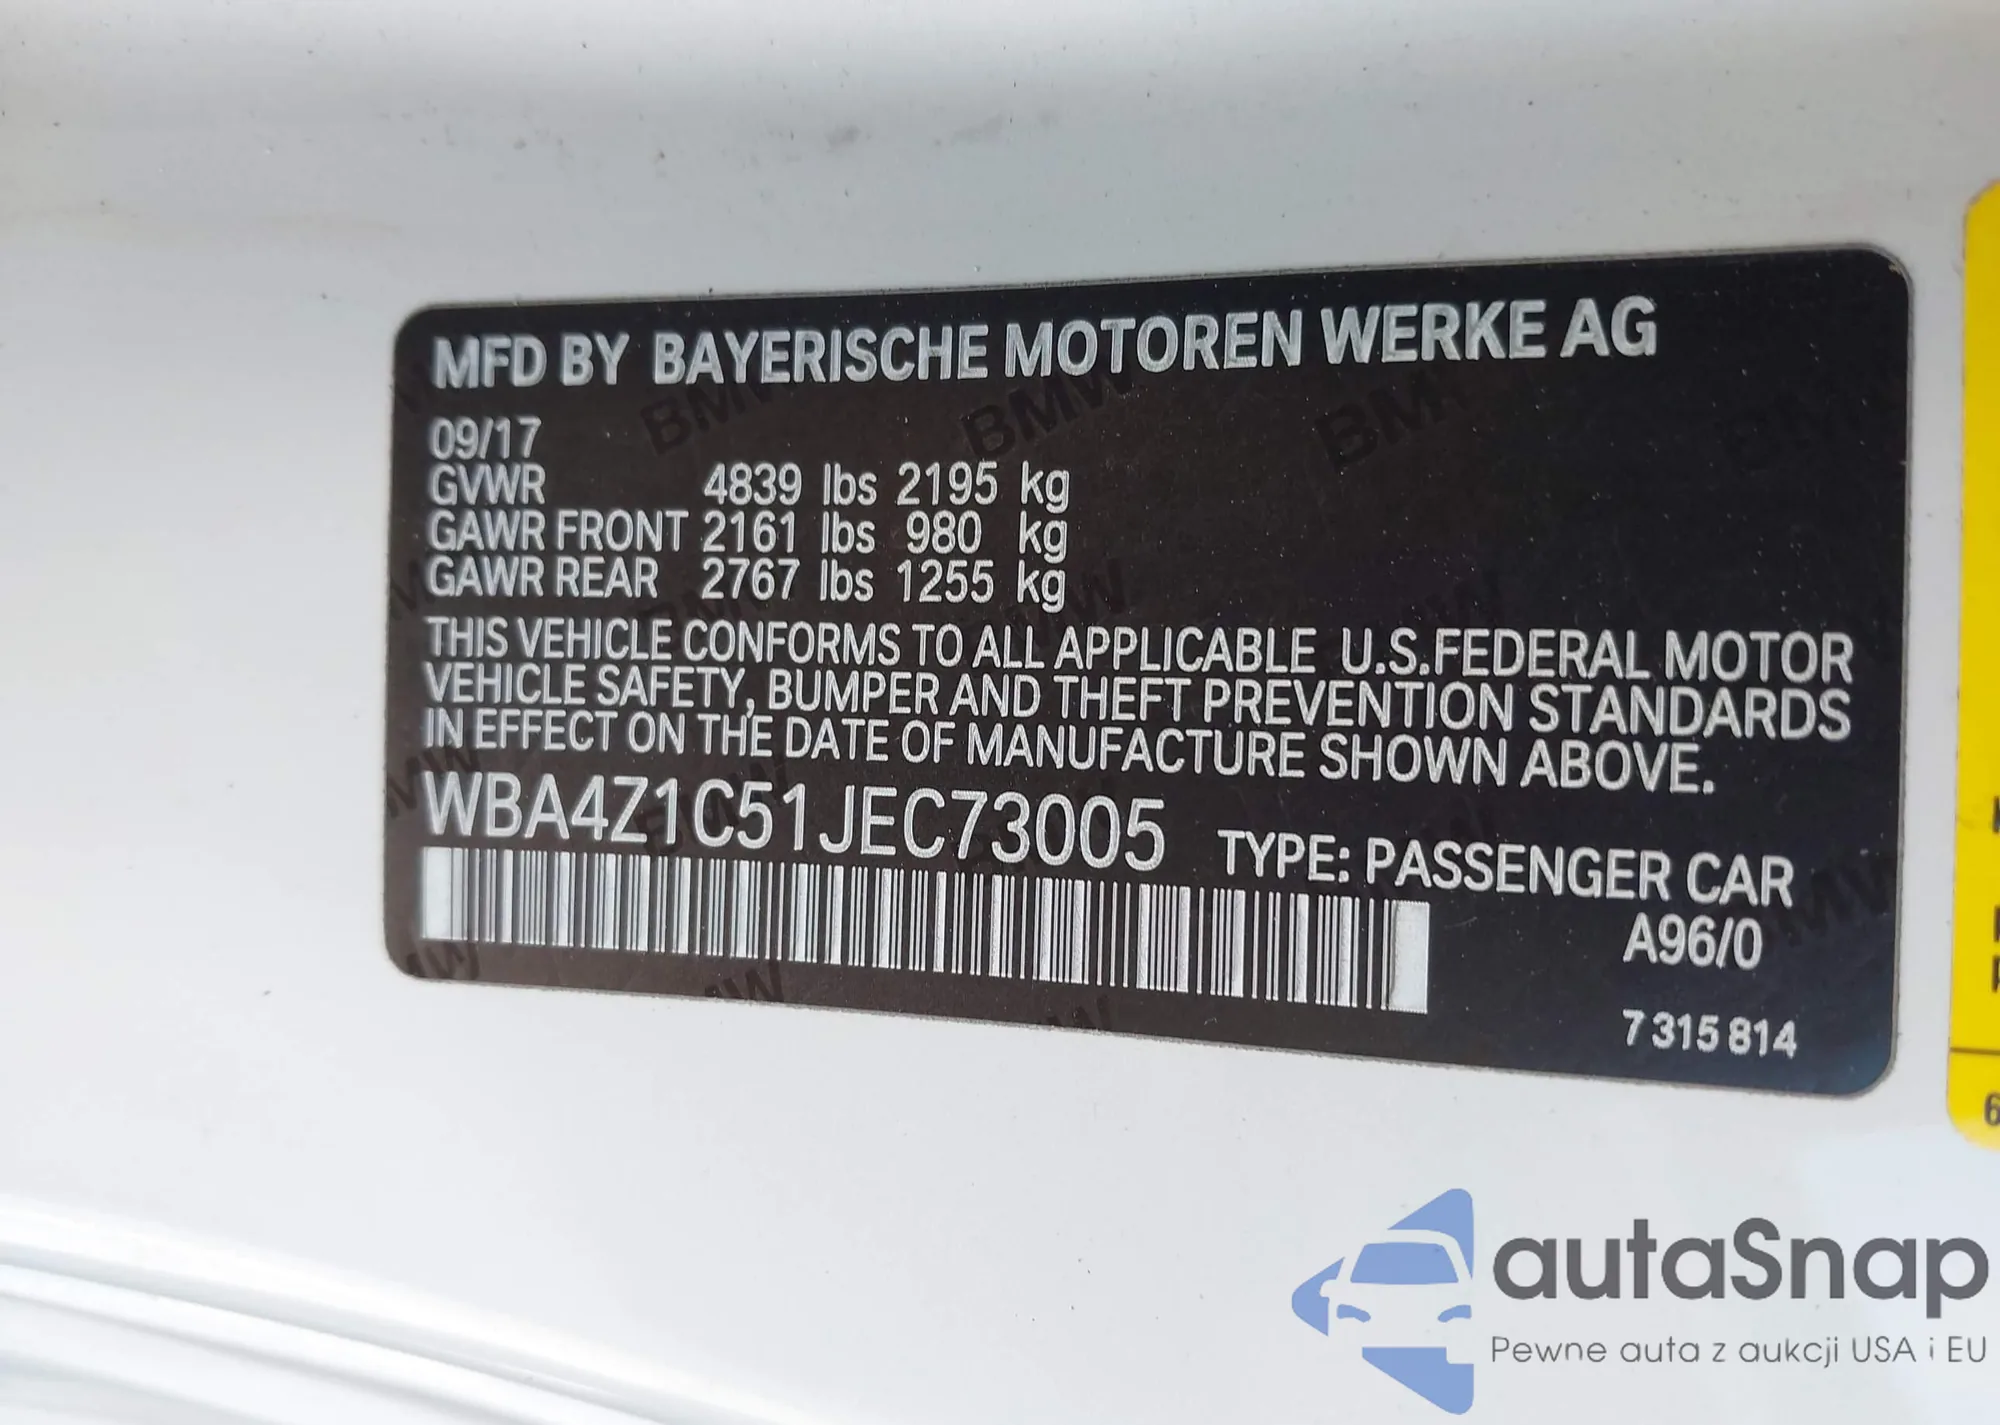 MFD BY BAYERISCHE MOTOREN WERKE AG
09/17
GVWR 4839 lbs 2195 kg
GAWR FRONT 2161 lbs 980 kg
GAWR REAR 2767 lbs 1255 kg
THIS VEHICLE CONFORMS TO ALL APPLICABLE U.S.FEDERAL MOTOR
VEHICLE SAFETY, BUMPER AND THEFT PREVENTION STANDARDS
IN EFFECT ON THE DATE OF MANUFACTURE SHOWN ABOVE.
WBA4Z1C51JEC73005 TYPE: PASSENGER CAR
A96/0
7 315 814
autaSnap
Pewne auta z aukcji USA i EU